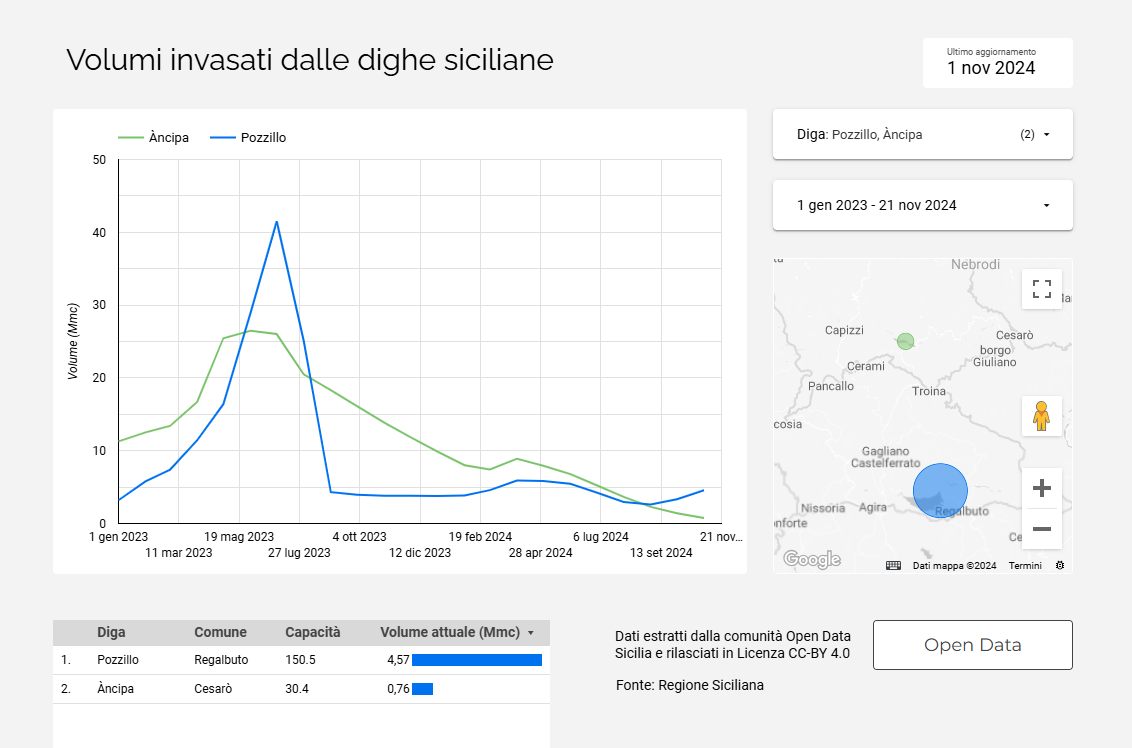 Volumi invasati dalle dighe siciliane
Ultimo aggiornamento
1 nov 2024
Àncipa
Pozzillo
Diga: Pozzillo, Àncipa (2)
1 gen 2023 - 21 nov 2024
Volume (Mmc)
50
40
30
20
10
0
1 gen 2023
11 mar 2023
19 mag 2023
27 lug 2023
4 ott 2023
12 dic 2023
19 feb 2024
28 apr 2024
6 lug 2024
13 set 2024
21 nov...
Nebrodi
Capizzi
Cesarò
borgo
Giuliano
Cerami
Pancallo
Troina
cosia
Gagliano
Castelferrato
Nissoria
Agira
Regalbuto
nforte
Ce
Google
Dati mappa ©2024
Termini
Diga Comune Capacità Volume attuale (Mmc)
1. Pozzillo Regalbuto 150.5 4,57
2. Àncipa Cesarò 30.4 0,76
Dati estratti dalla comunità Open Data
Sicilia e rilasciati in Licenza CC-BY 4.0
Fonte: Regione Siciliana
Open Data